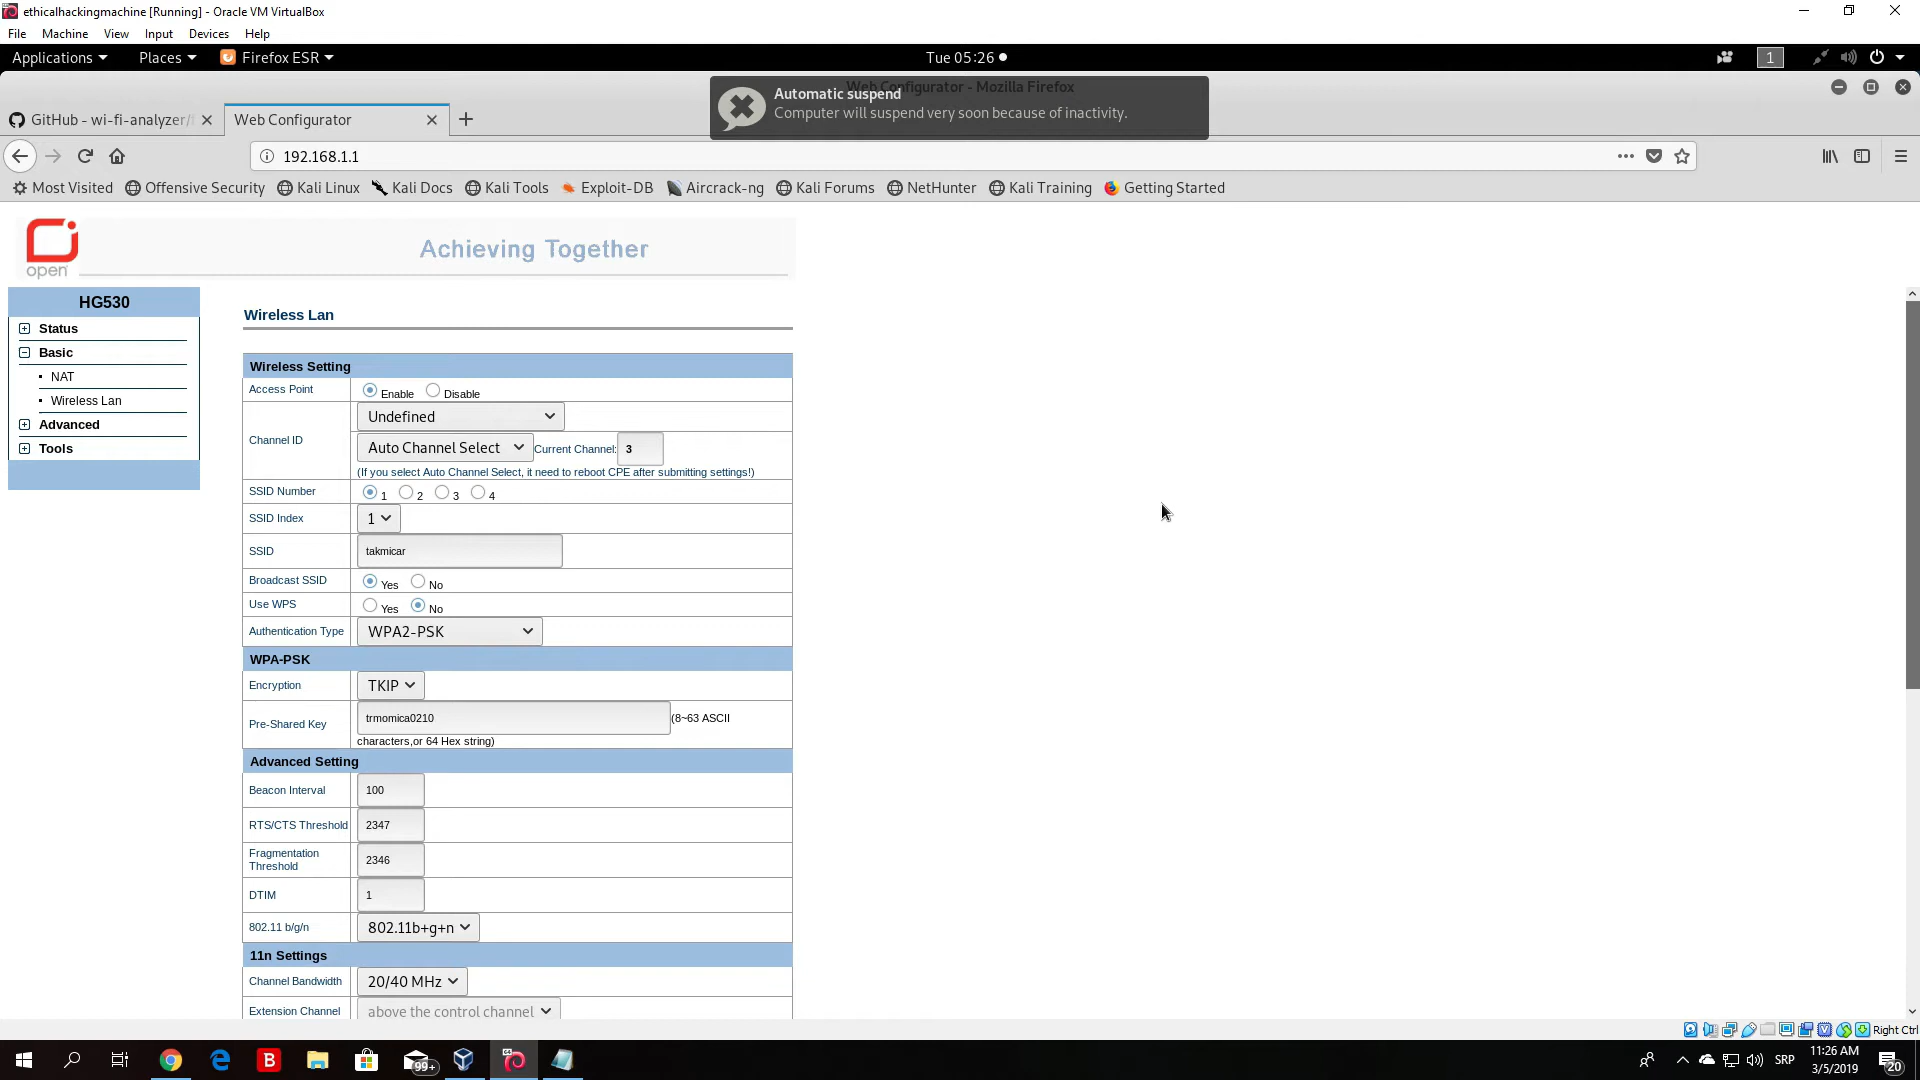 ethicalhackingmachine [Running] - Oracle VM VirtualBox
File Machine View Input Devices Help
Applications Places Firefox ESR Tue 05:26 1
Automatic suspend
Computer will suspend very soon because of inactivity.
Web Configurator - Mozilla Firefox
GitHub - wi-fi-analyzer/ Web Configurator
192.168.1.1
Most Visited Offensive Security Kali Linux Kali Docs Kali Tools Exploit-DB Aircrack-ng Kali Forums NetHunter Kali Training Getting Started
open
Achieving Together
HG530
Status
Basic
NAT
Wireless Lan
Advanced
Tools
Wireless Lan
Wireless Setting
Access Point Enable Disable
Channel ID Undefined
Auto Channel Select Current Channel: 3
(If you select Auto Channel Select, it need to reboot CPE after submitting settings!)
SSID Number 1 2 3 4
SSID Index 1
SSID takmicar
Broadcast SSID Yes No
Use WPS Yes No
Authentication Type WPA2-PSK
WPA-PSK
Encryption TKIP
Pre-Shared Key trmomica0210 (8~63 ASCII
characters,or 64 Hex string)
Advanced Setting
Beacon Interval 100
RTS/CTS Threshold 2347
Fragmentation
Threshold 2346
DTIM 1
802.11 b/g/n 802.11b+g+n
11n Settings
Channel Bandwidth 20/40 MHz
Extension Channel above the control channel
Right Ctrl
B 99+ SRP 11:26 AM
3/5/2019 20